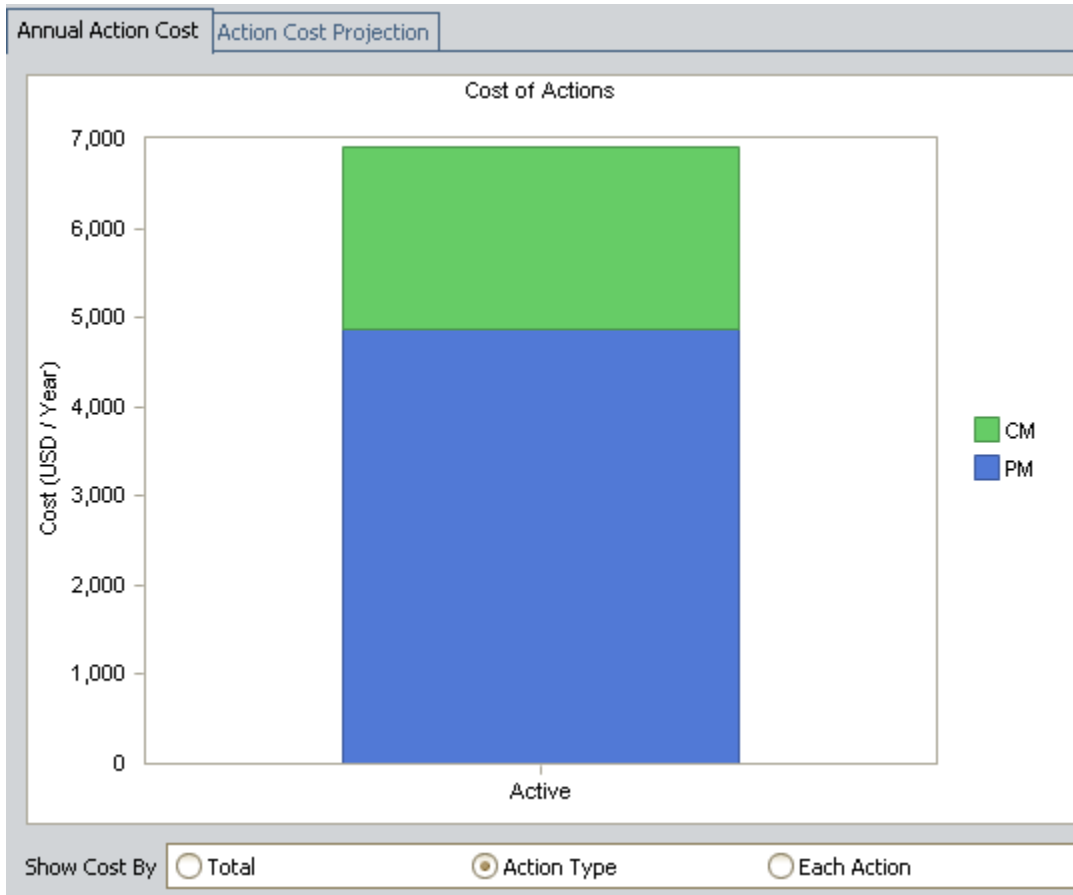 Annual Action Cost Action Cost Projection
Cost of Actions
7,000
6,000
5,000
4,000
3,000
2,000
1,000
0
Cost (USD / Year)
Active
CM
PM
Show Cost By Total Action Type Each Action